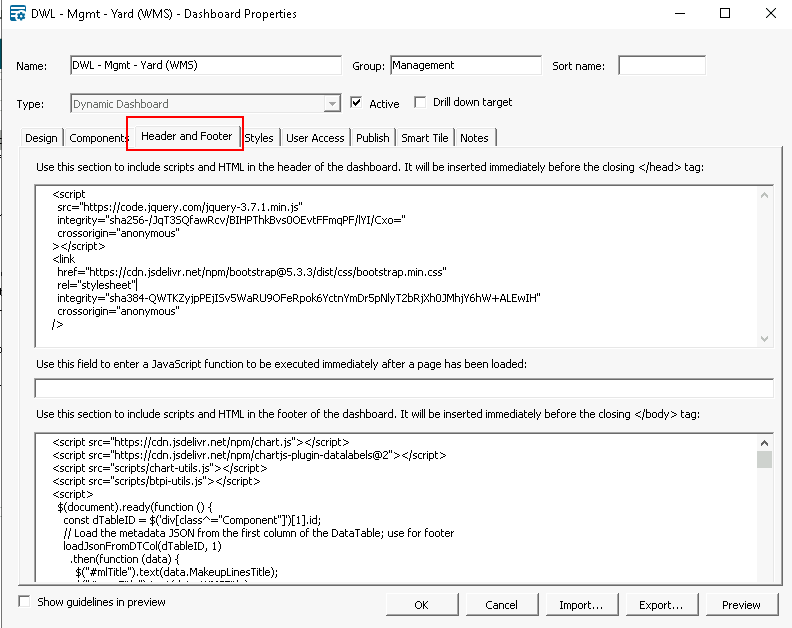 DWL - Mgmt - Yard (WMS) - Dashboard Properties
Name: DWL - Mgmt - Yard (WMS) Group: Management Sort name:
Type: Dynamic Dashboard Active Drill down target
Design Components Header and Footer Styles User Access Publish Smart Tile Notes
Use this section to include scripts and HTML in the header of the dashboard. It will be inserted immediately before the closing </head> tag:
<script
src="https://code.jquery.com/jquery-3.7.1.min.js"
integrity="sha256-/JqT3SQfawRcv/BIHPThkBvs0OEvtFFmqPF/lYI/Cxo="
crossorigin="anonymous"
></script>
<link
href="https://cdn.jsdelivr.net/npm/bootstrap@5.3.3/dist/css/bootstrap.min.css"
rel="stylesheet"
integrity="sha384-QWTKZyjpPEjISv5WaRU9OFeRpok6YctnYmDr5pNlyT2bRjXh0JMhjY6hW+ALEwIH"
crossorigin="anonymous"
/>
Use this field to enter a JavaScript function to be executed immediately after a page has been loaded:
Use this section to include scripts and HTML in the footer of the dashboard. It will be inserted immediately before the closing </body> tag:
<script src="https://cdn.jsdelivr.net/npm/chart.js"></script>
<script src="https://cdn.jsdelivr.net/npm/chartjs-plugin-datalabels@2"></script>
<script src="scripts/chart-utils.js"></script>
<script src="scripts/btpi-utils.js"></script>
<script>
$(document).ready(function () {
const dTableID = $('div[class^="Component"]')[1].id;
// Load the metadata JSON from the first column of the DataTable; use for footer
loadJsonFromDTCol(dTableID, 1)
.then(function (data) {
$("#mlTitle").text(data.MakeupLinesTitle);
Show guidelines in preview OK Cancel Import... Export... Preview